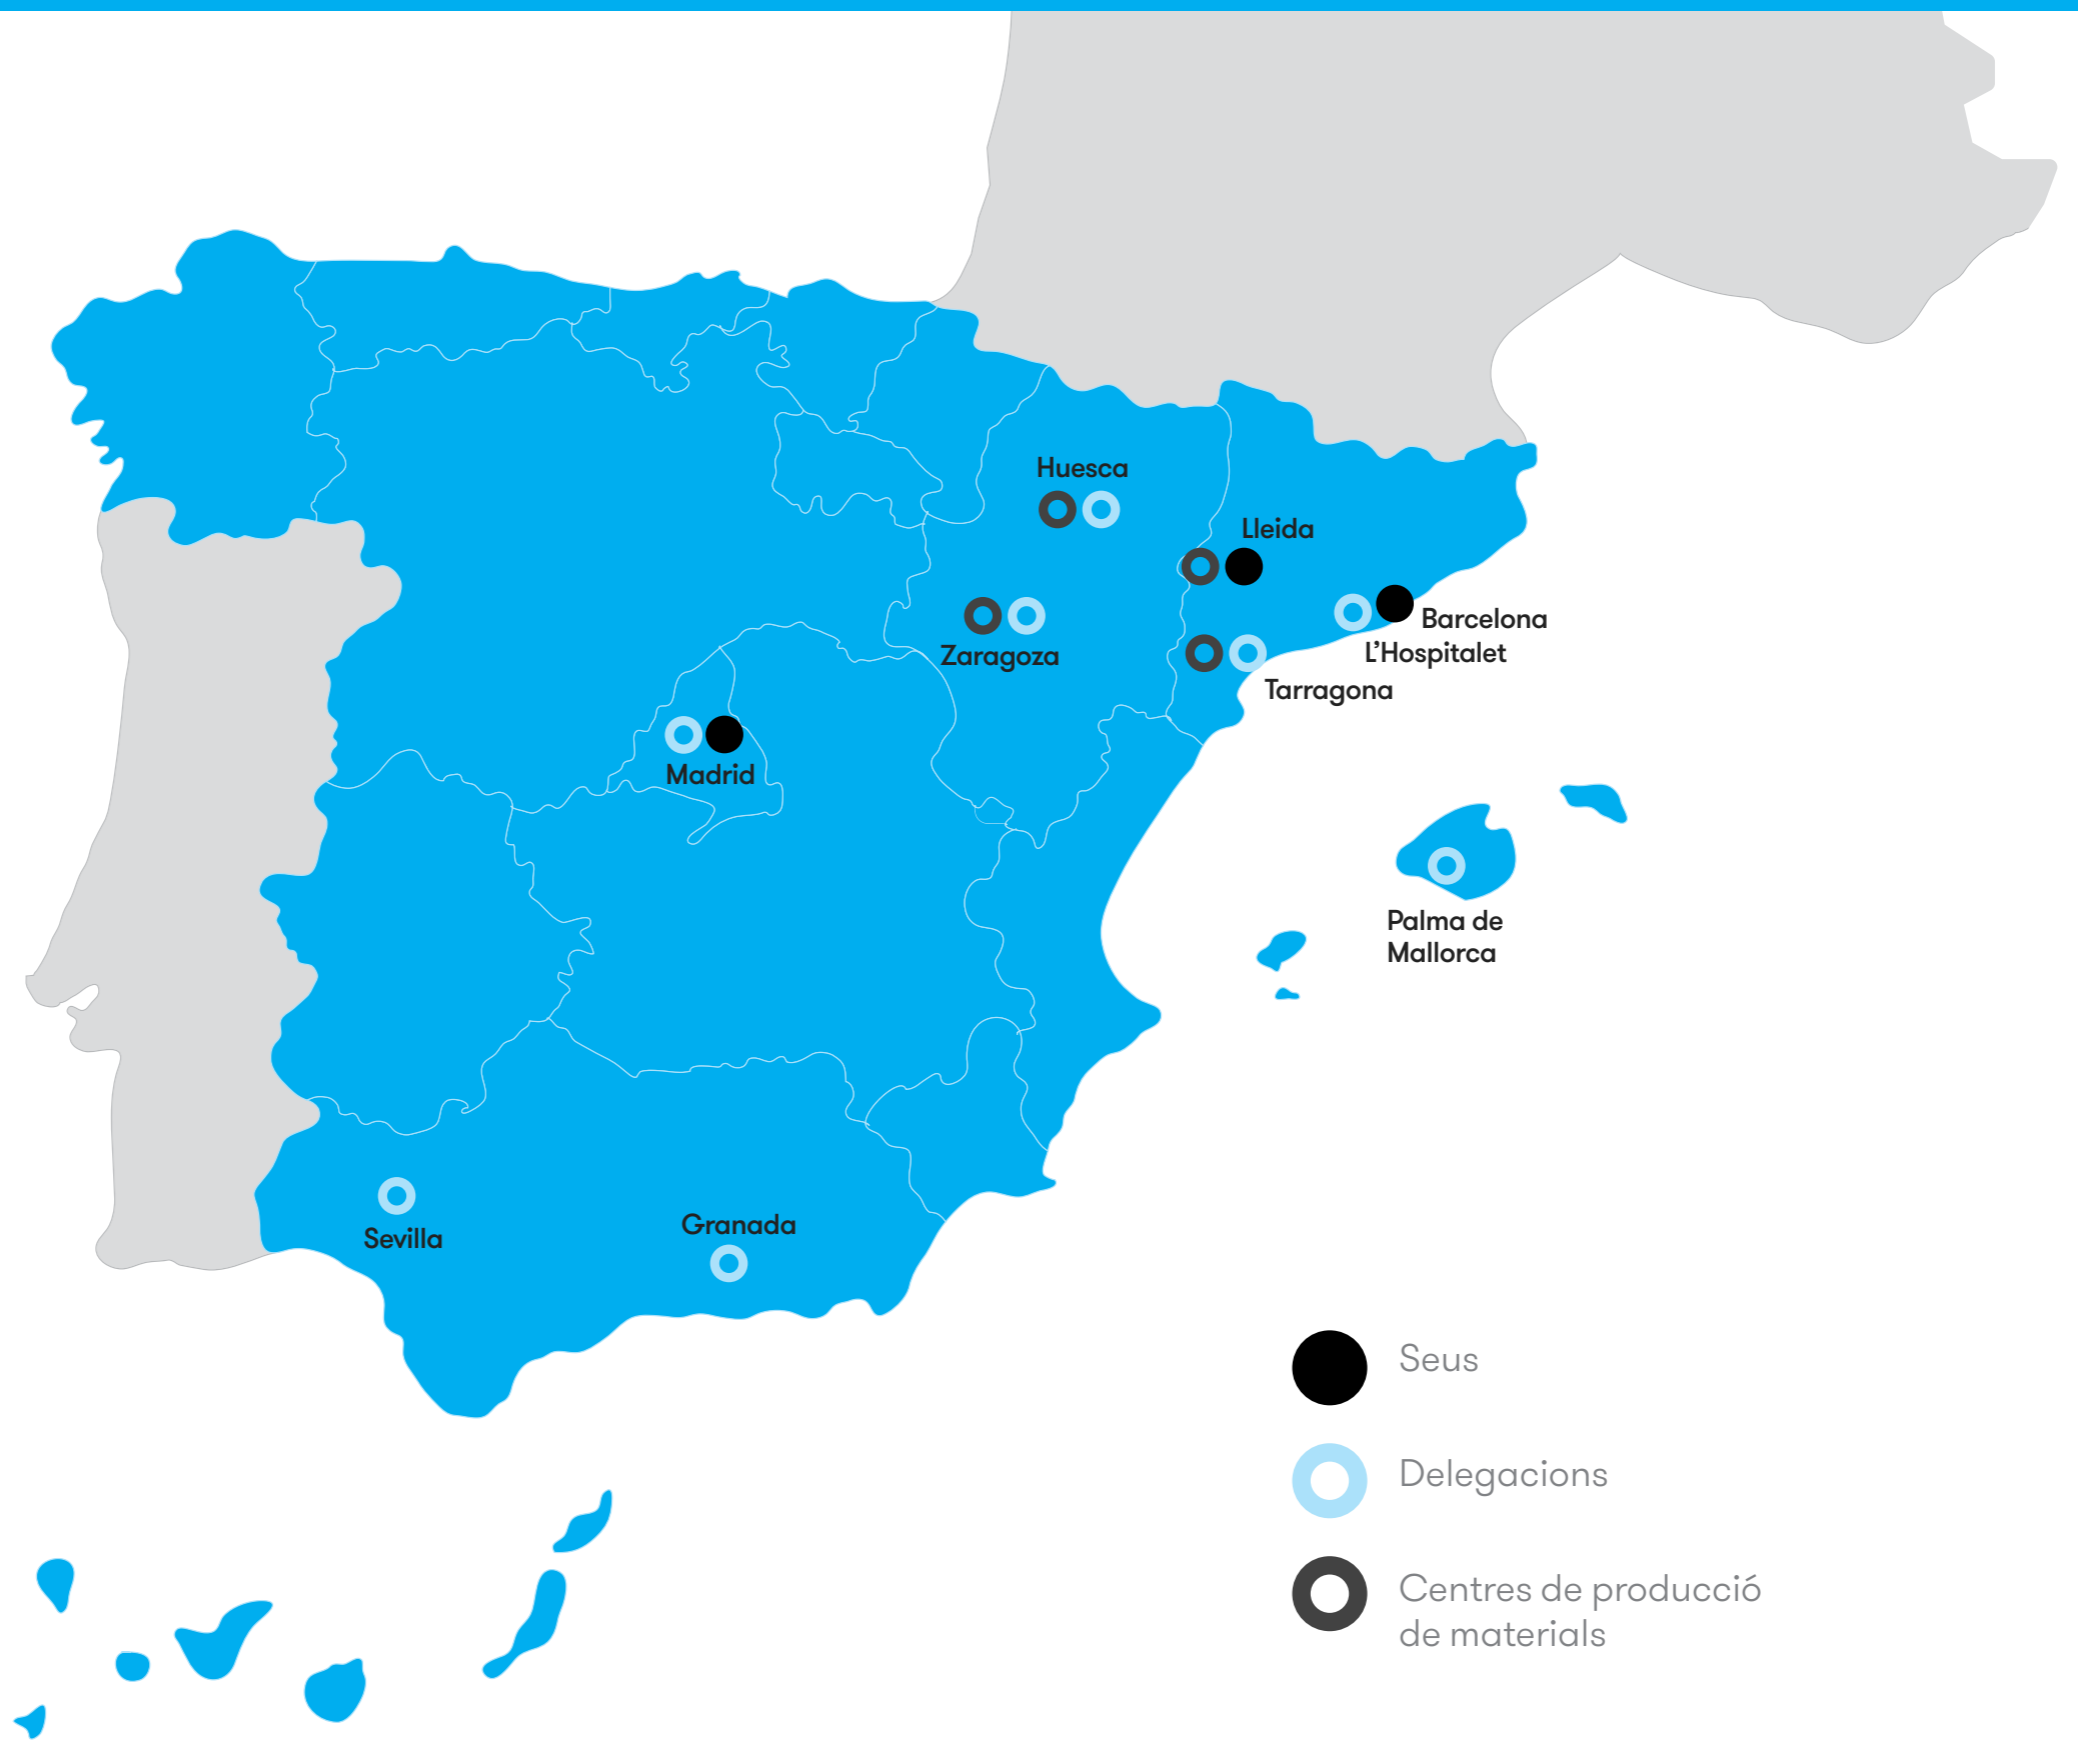 Huesca
Lleida
Barcelona
Zaragoza
L’Hospitalet
Tarragona
Madrid
Palma de
Mallorca
Sevilla
Granada
Seus
Delegacions
Centres de producció
de materials